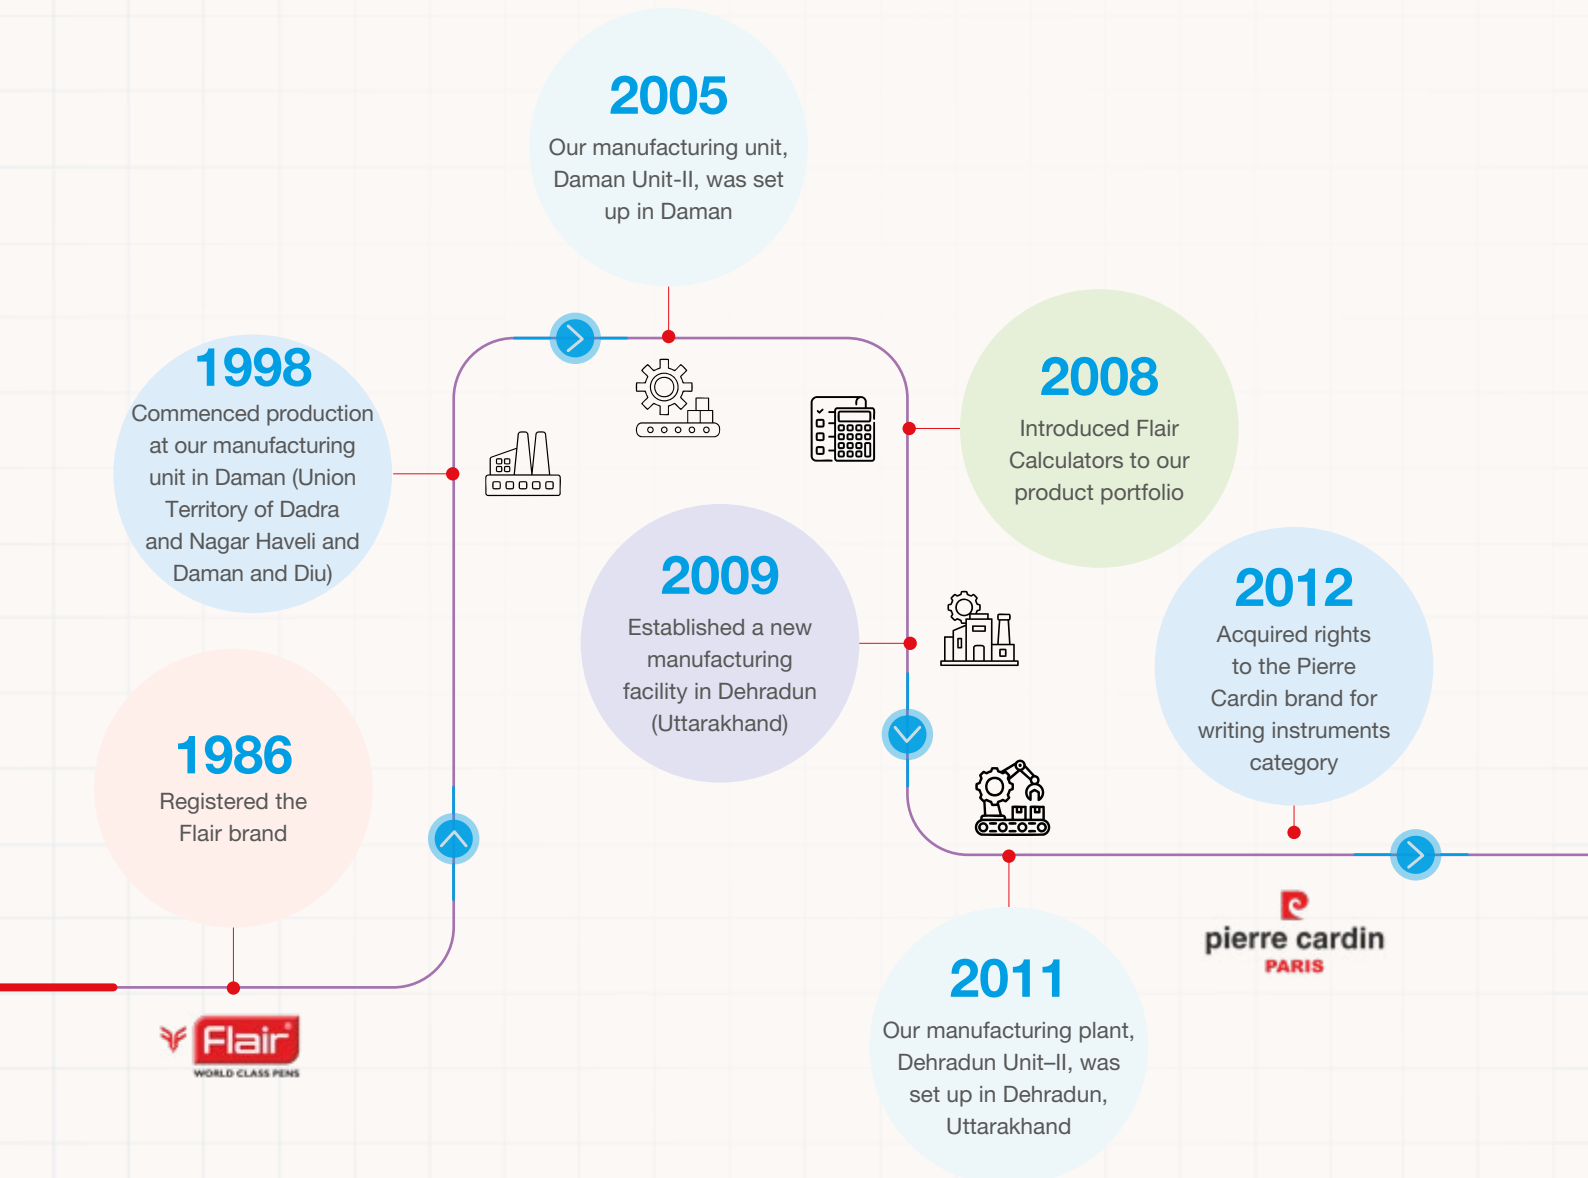 2005
Our manufacturing unit,
Daman Unit-II, was set
up in Daman
1998
Commenced production
at our manufacturing
unit in Daman (Union
Territory of Dadra
and Nagar Haveli and
Daman and Diu)
2008
Introduced Flair
Calculators to our
product portfolio
2009
Established a new
manufacturing
facility in Dehradun
(Uttarakhand)
2012
Acquired rights
to the Pierre
Cardin brand for
writing instruments
category
1986
Registered the
Flair brand
pierre cardin
PARIS
2011
Our manufacturing plant,
Dehradun Unit–II, was
set up in Dehradun,
Uttarakhand
Flair
WORLD CLASS PENS